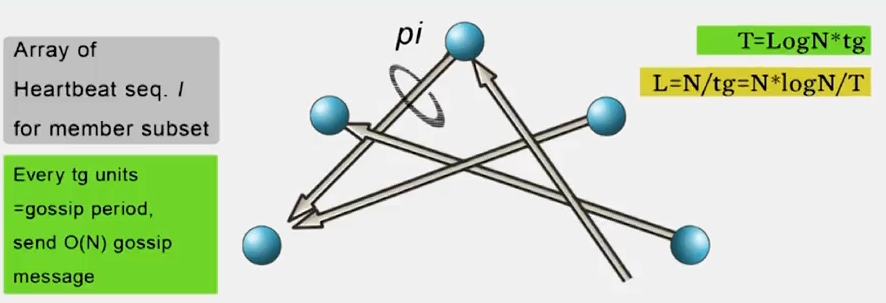 Array of
Heartbeat seq. l
for member subset
Every tg units
=gossip period,
send O(N) gossip
message
pi
T=LogN*tg
L=N/tg=N*logN/T